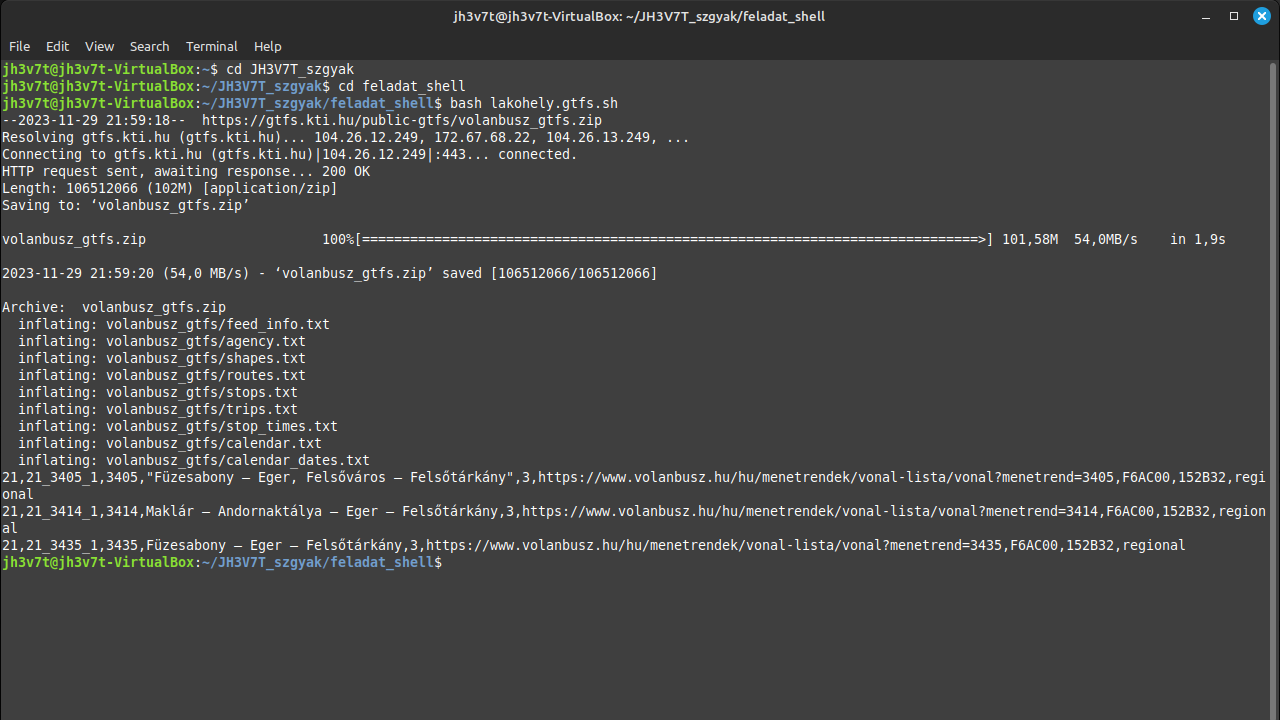 jh3v7t@jh3v7t-VirtualBox: ~/JH3V7T_szgyak/feladat_shell
File Edit View Search Terminal Help
jh3v7t@jh3v7t-VirtualBox:~$ cd JH3V7T_szgyak
jh3v7t@jh3v7t-VirtualBox:~/JH3V7T_szgyak$ cd feladat_shell
jh3v7t@jh3v7t-VirtualBox:~/JH3V7T_szgyak/feladat_shell$ bash lakohely.gtfs.sh
--2023-11-29 21:59:18--  https://gtfs.kti.hu/public-gtfs/volanbusz_gtfs.zip
Resolving gtfs.kti.hu (gtfs.kti.hu)... 104.26.12.249, 172.67.68.22, 104.26.13.249, ...
Connecting to gtfs.kti.hu (gtfs.kti.hu)|104.26.12.249|:443... connected.
HTTP request sent, awaiting response... 200 OK
Length: 106512066 (102M) [application/zip]
Saving to: ‘volanbusz_gtfs.zip’
volanbusz_gtfs.zip                      100%[=============================================================================>] 101,58M  54,0MB/s    in 1,9s
2023-11-29 21:59:20 (54,0 MB/s) - ‘volanbusz_gtfs.zip’ saved [106512066/106512066]
Archive:  volanbusz_gtfs.zip
  inflating: volanbusz_gtfs/feed_info.txt
  inflating: volanbusz_gtfs/agency.txt
  inflating: volanbusz_gtfs/shapes.txt
  inflating: volanbusz_gtfs/routes.txt
  inflating: volanbusz_gtfs/stops.txt
  inflating: volanbusz_gtfs/trips.txt
  inflating: volanbusz_gtfs/stop_times.txt
  inflating: volanbusz_gtfs/calendar.txt
  inflating: volanbusz_gtfs/calendar_dates.txt
21,21_3405_1,3405,"Füzesabony – Eger, Felsőváros – Felsőtárkány",3,https://www.volanbusz.hu/hu/menetrendek/vonal-lista/vonal?menetrend=3405,F6AC00,152B32,regi
onal
21,21_3414_1,3414,Maklár – Andornaktálya – Eger – Felsőtárkány,3,https://www.volanbusz.hu/hu/menetrendek/vonal-lista/vonal?menetrend=3414,F6AC00,152B32,region
al
21,21_3435_1,3435,Füzesabony – Eger – Felsőtárkány,3,https://www.volanbusz.hu/hu/menetrendek/vonal-lista/vonal?menetrend=3435,F6AC00,152B32,regional
jh3v7t@jh3v7t-VirtualBox:~/JH3V7T_szgyak/feladat_shell$